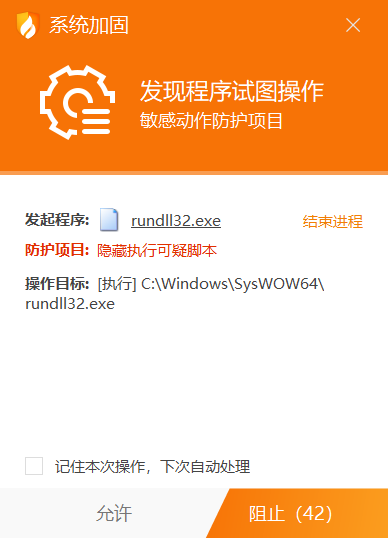 系统加固
发现程序试图操作
敏感动作防护项目
发起程序: rundll32.exe 结束进程
防护项目: 隐藏执行可疑脚本
操作目标: [执行] C:\Windows\SysWOW64\
rundll32.exe
记住本次操作，下次自动处理
允许 阻止（42）